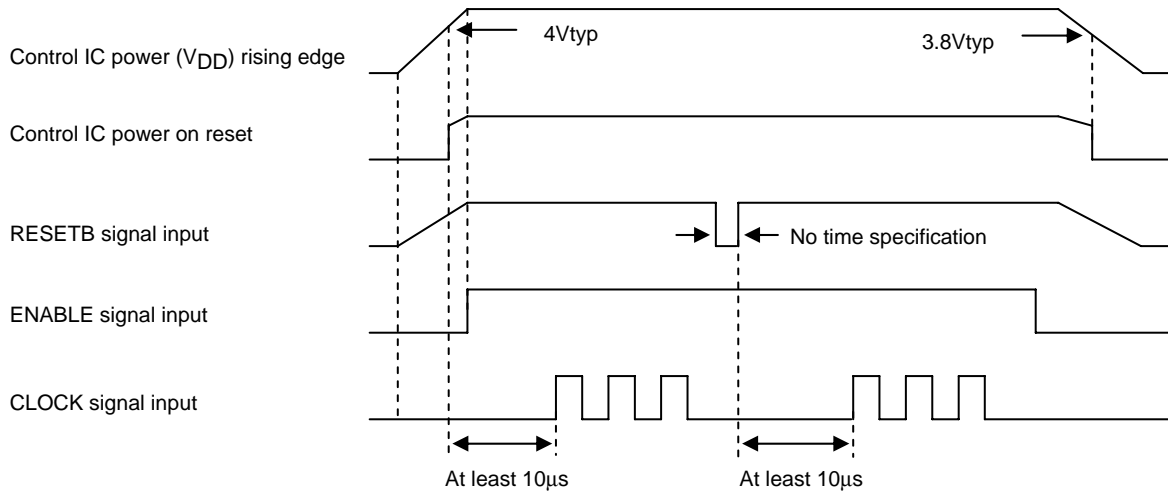 4Vtyp
3.8Vtyp
Control IC power (VDD) rising edge
Control IC power on reset
RESETB signal input
No time specification
ENABLE signal input
CLOCK signal input
At least 10μs
At least 10μs